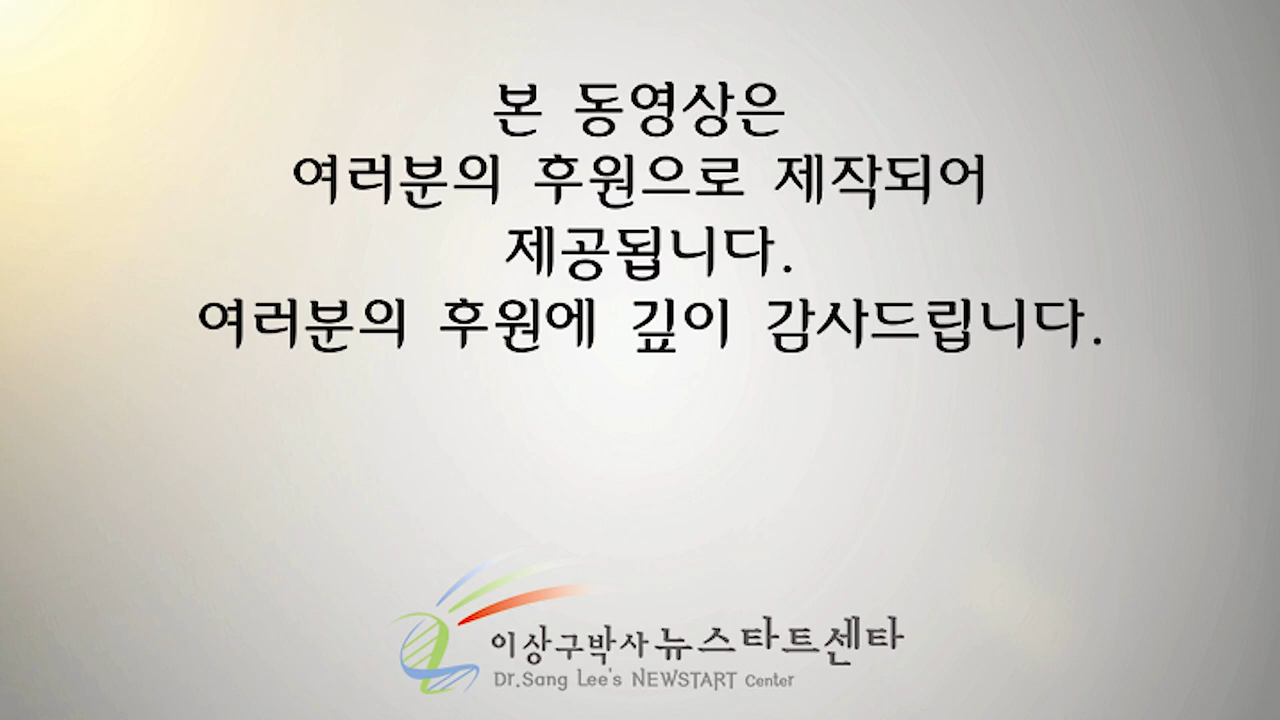 본 동영상은
여러분의 후원으로 제작되어
제공됩니다.
여러분의 후원에 깊이 감사드립니다.
이상구박사 뉴스타트센타
Dr.Sang Lee's NEWSTART Center